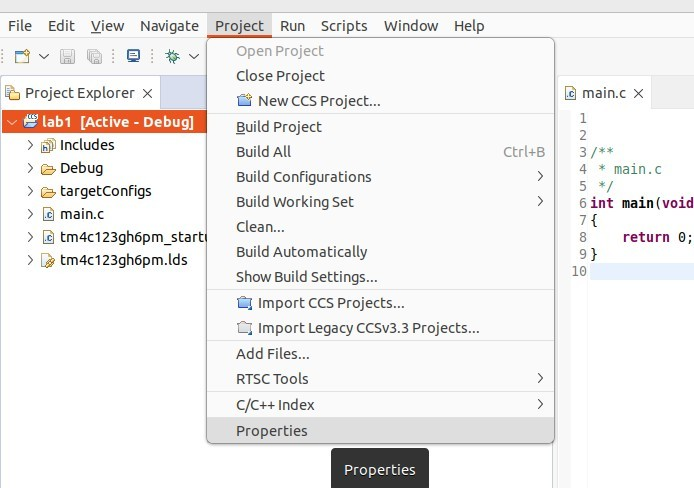 File Edit View Navigate Project Run Scripts Window Help
Project Explorer
lab1 [Active - Debug]
Includes
Debug
targetConfigs
main.c
tm4c123gh6pm_startu
tm4c123gh6pm.lds
Open Project
Close Project
New CCS Project...
Build Project
Build All Ctrl+B
Build Configurations
Build Working Set
Clean...
Build Automatically
Show Build Settings...
Import CCS Projects...
Import Legacy CCSv3.3 Projects...
Add Files...
RTSC Tools
C/C++ Index
Properties
Properties
main.c
1
2
3 /**
4 * main.c
5 */
6 int main(void
7 {
8 return 0;
9 }
10